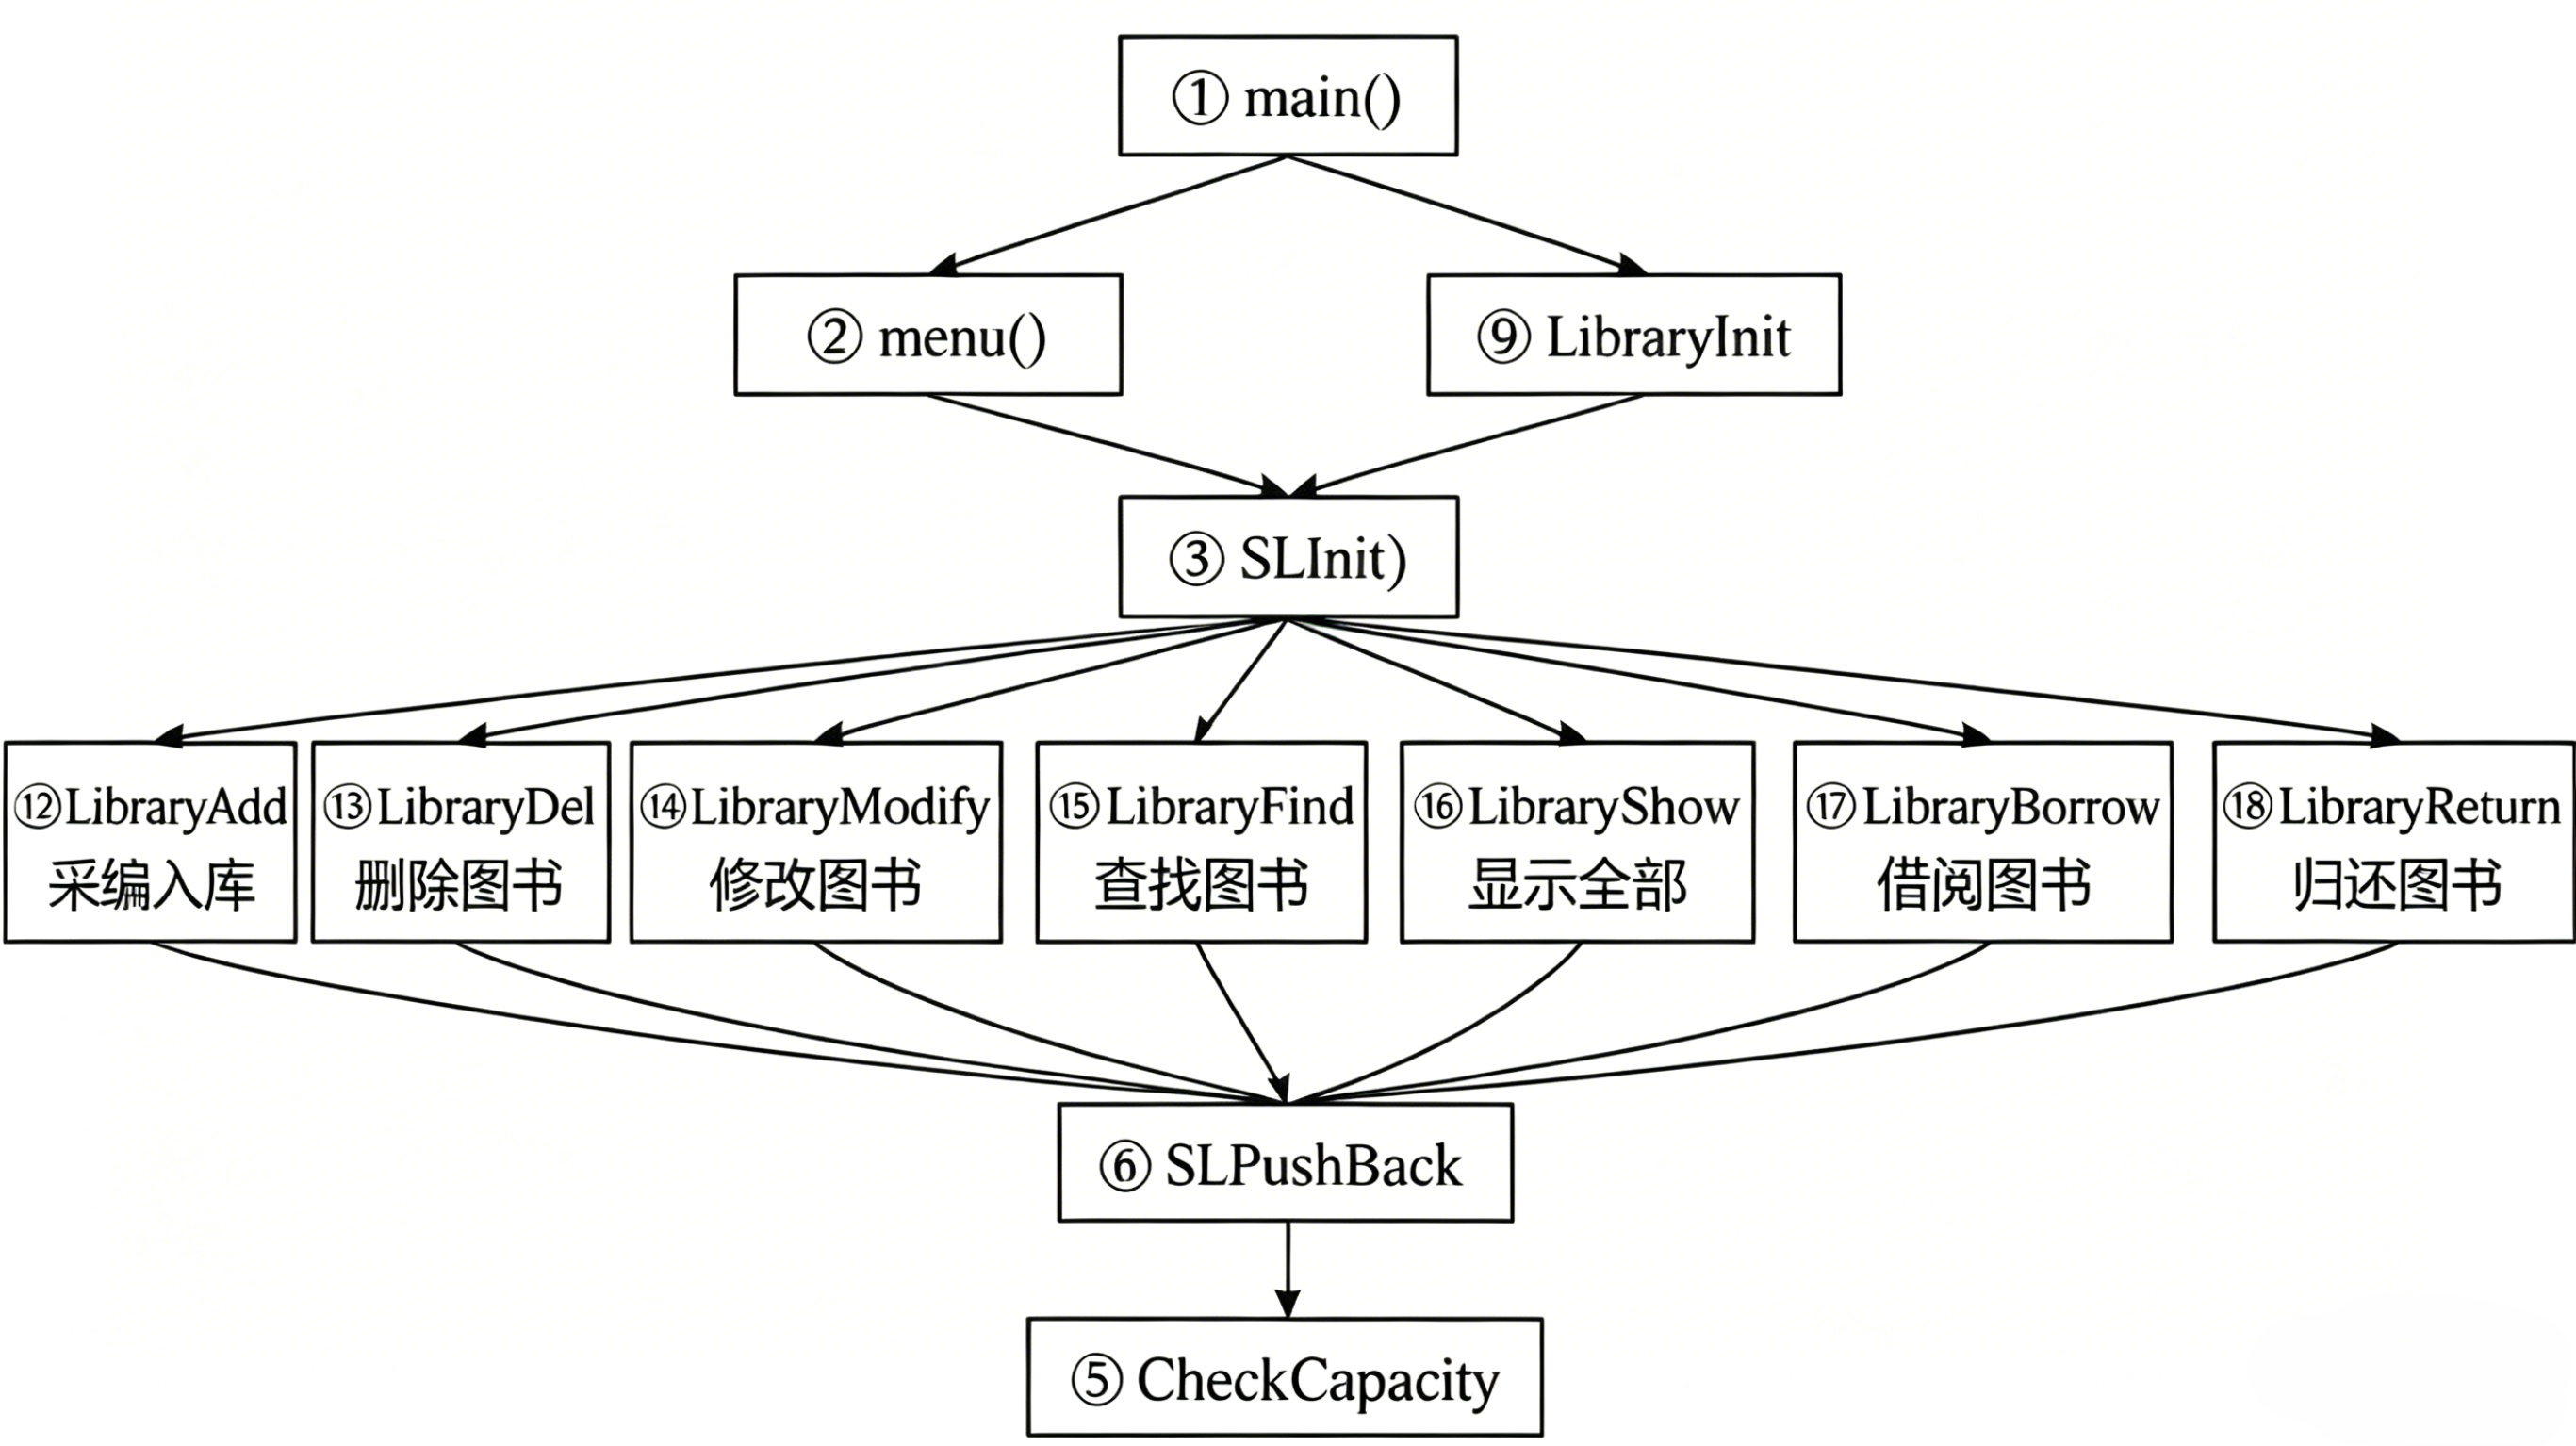 ① main()
② menu()
⑨ LibraryInit
③ SLInit)
⑫LibraryAdd
采编入库
⑬LibraryDel
删除图书
⑭LibraryModify
修改图书
⑮LibraryFind
查找图书
⑯LibraryShow
显示全部
⑰LibraryBorrow
借阅图书
⑱LibraryReturn
归还图书
⑥ SLPushBack
⑤ CheckCapacity